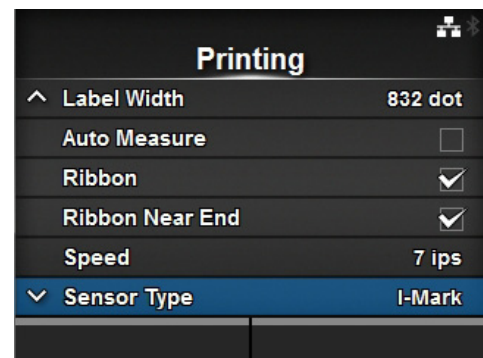 Printing
Label Width 832 dot
Auto Measure
Ribbon
Ribbon Near End
Speed 7 ips
Sensor Type I-Mark